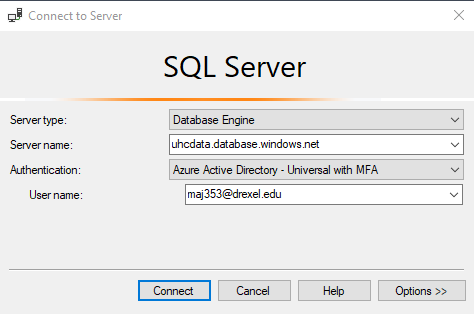 Connect to Server
SQL Server
Server type: Database Engine
Server name: uhcdata.database.windows.net
Authentication: Azure Active Directory - Universal with MFA
User name: maj353@drexel.edu
Connect Cancel Help Options >>